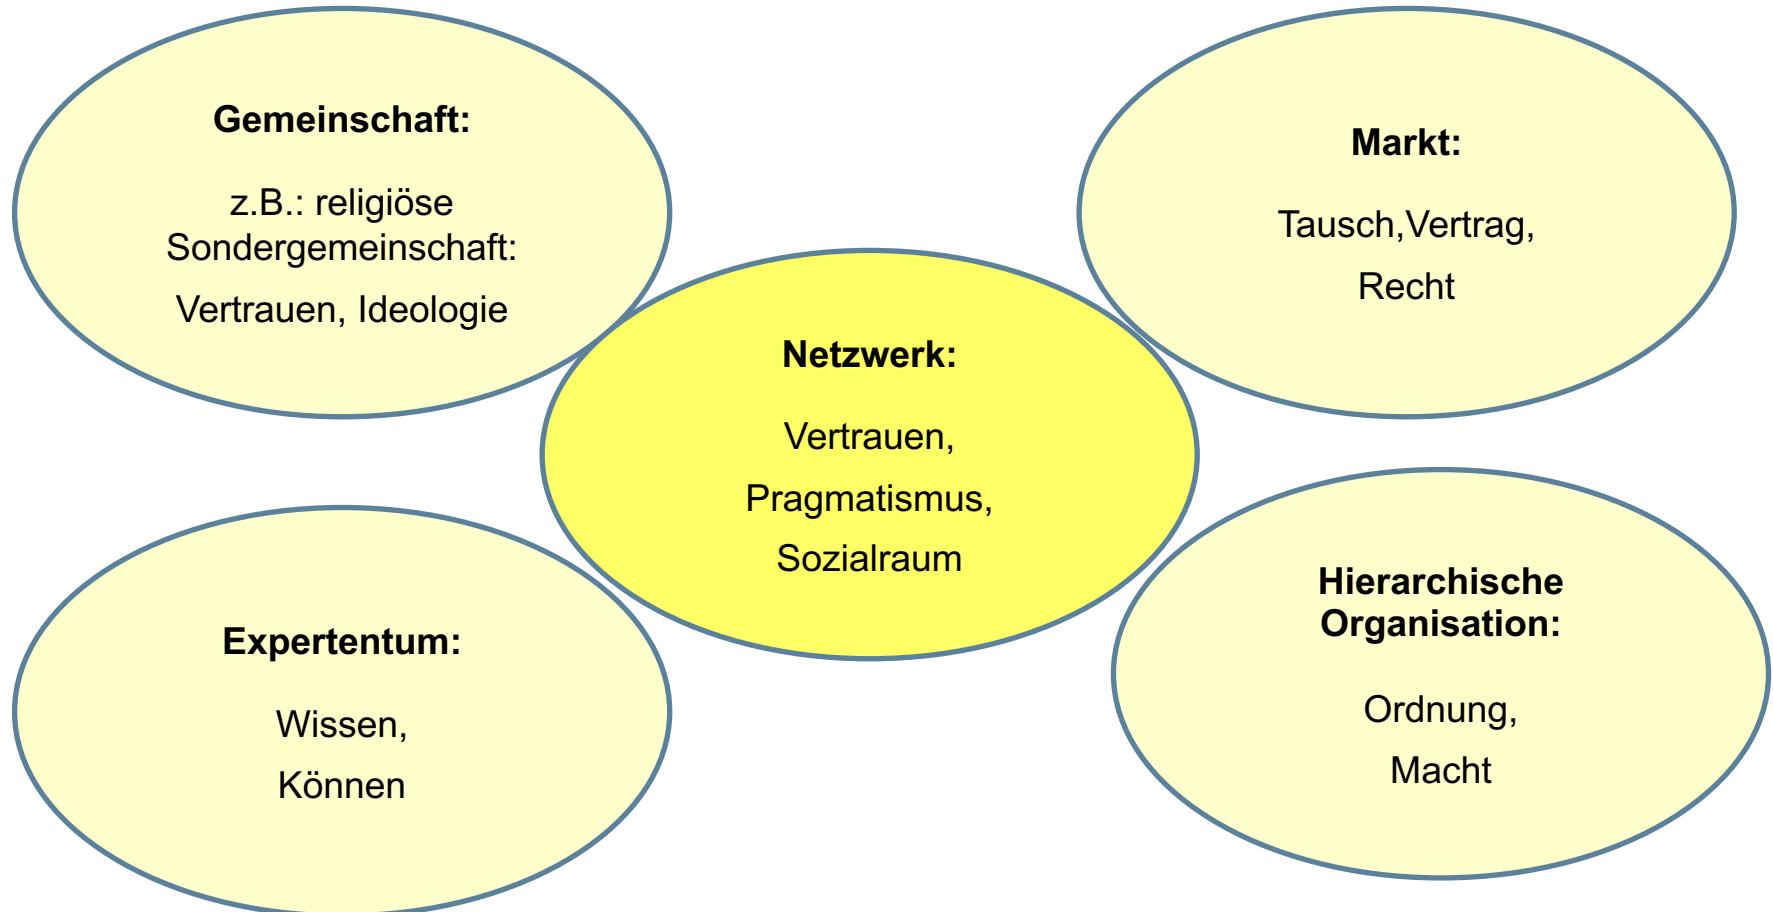 Gemeinschaft:
z.B.: religiöse
Sondergemeinschaft:
Vertrauen, Ideologie
Markt:
Tausch,Vertrag,
Recht
Netzwerk:
Vertrauen,
Pragmatismus,
Sozialraum
Expertentum:
Wissen,
Können
Hierarchische
Organisation:
Ordnung,
Macht